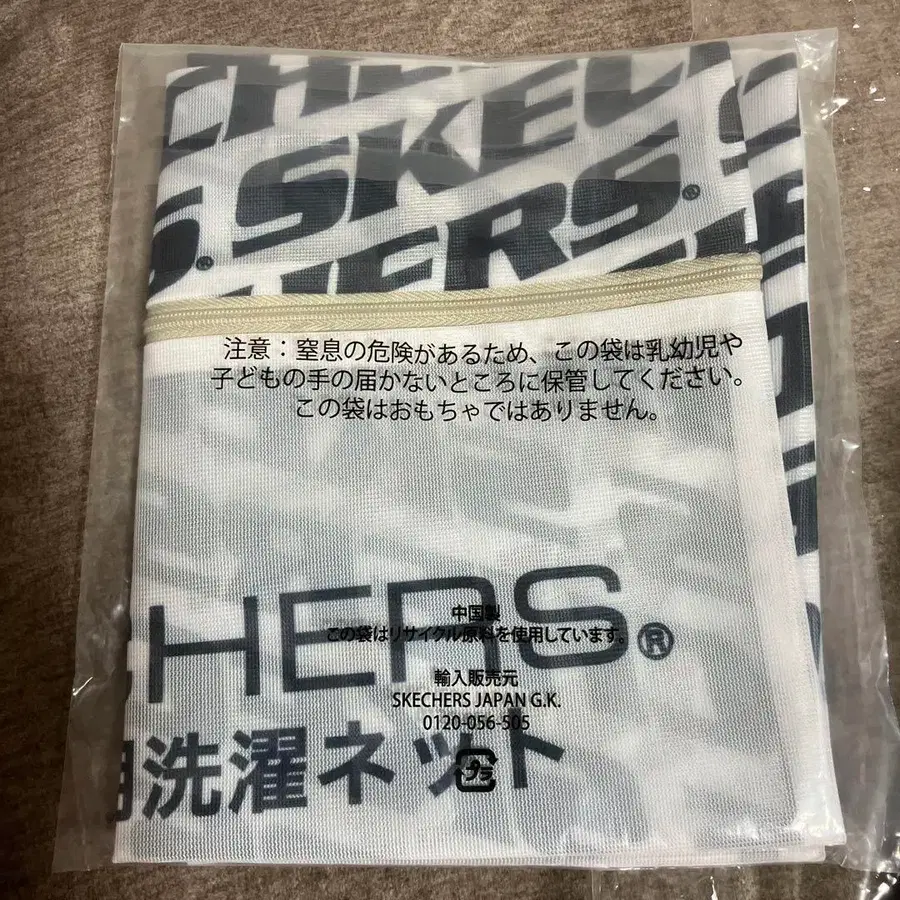 SKECHERS
SKECHERS.®
注意：窒息の危険があるため、この袋は乳幼児や
子どもの手の届かないところに保管してください。
この袋はおもちゃではありません。
HERS®
中国製
この袋はリサイクル原料を使用しています。
輸入販売元
SKECHERS JAPAN G.K.
0120-056-505
プラ
用洗濯ネット